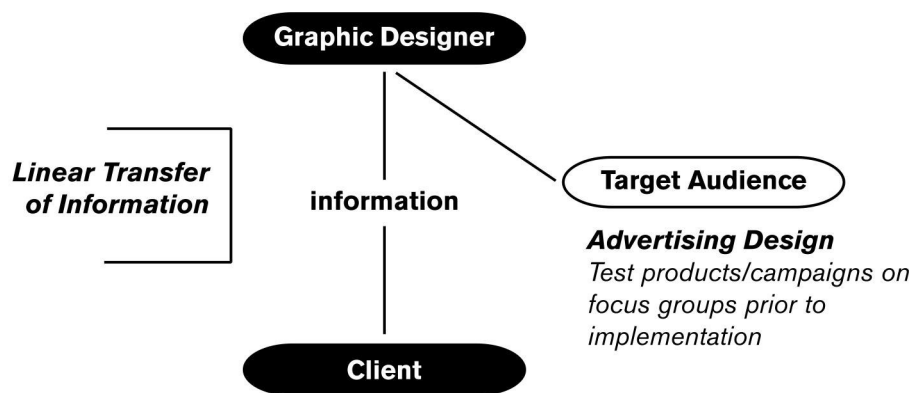 Graphic Designer
Linear Transfer
of Information
information
Target Audience
Advertising Design
Test products/campaigns on
focus groups prior to
implementation
Client